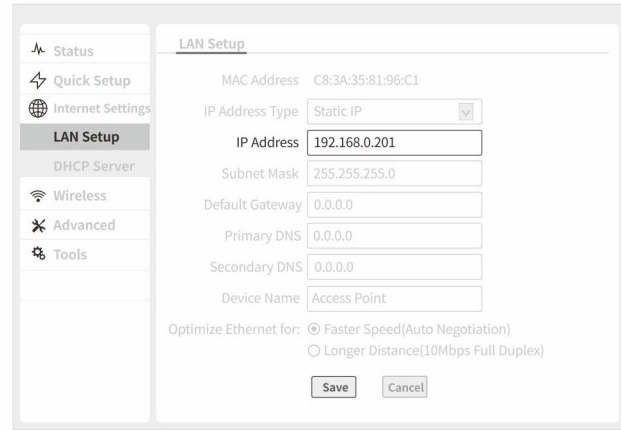 Status
Quick Setup
Internet Settings
LAN Setup
DHCP Server
Wireless
Advanced
Tools
LAN Setup
MAC Address C8:3A:35:81:96:C1
IP Address Type Static IP
IP Address 192.168.0.201
Subnet Mask 255.255.255.0
Default Gateway 0.0.0.0
Primary DNS 0.0.0.0
Secondary DNS 0.0.0.0
Device Name Access Point
Optimize Ethernet for: Faster Speed(Auto Negotiation)
Longer Distance(10Mbps Full Duplex)
Save Cancel